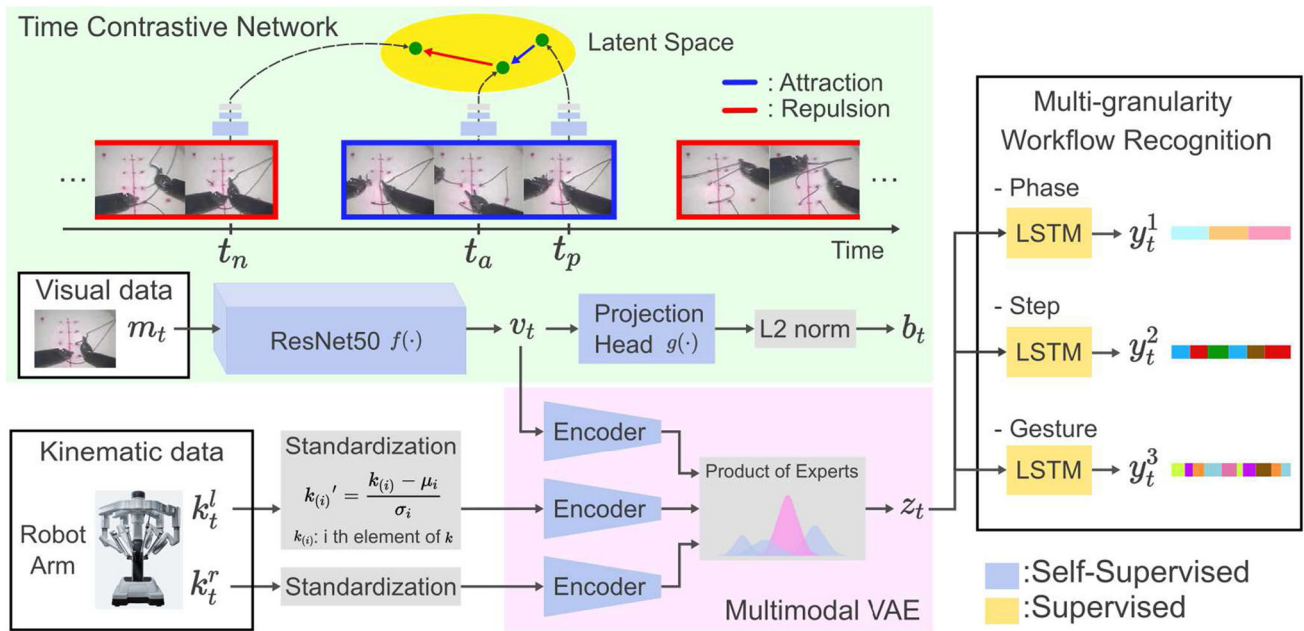 Time Contrastive Network
Latent Space
: Attraction
: Repulsion
...
...
t_n
t_a
t_p
Time
Visual data
m_t
ResNet50 f(·)
v_t
Projection
Head g(·)
L2 norm
b_t
Kinematic data
Robot
Arm
k_t^l
k_t^r
Standardization
k_(i)' = (k_(i) − μ_i) / σ_i
k_(i): i th element of k
Standardization
Encoder
Encoder
Encoder
Product of Experts
z_t
Multimodal VAE
Multi-granularity
Workflow Recognition
- Phase
LSTM
y_t^1
- Step
LSTM
y_t^2
- Gesture
LSTM
y_t^3
:Self-Supervised
:Supervised